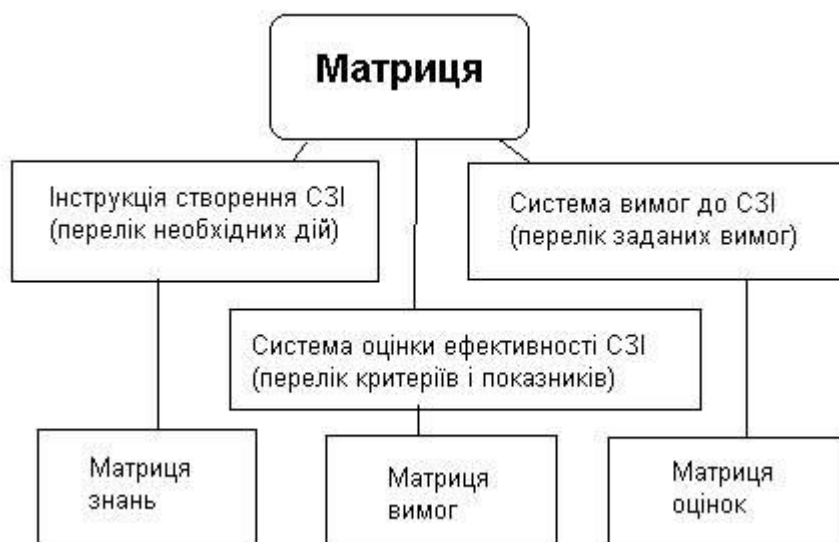 Матриця
Інструкція створення СЗІ
(перелік необхідних дій)
Система вимог до СЗІ
(перелік заданих вимог)
Система оцінки ефективності СЗІ
(перелік критеріїв і показників)
Матриця
знань
Матриця
вимог
Матриця
оцінок